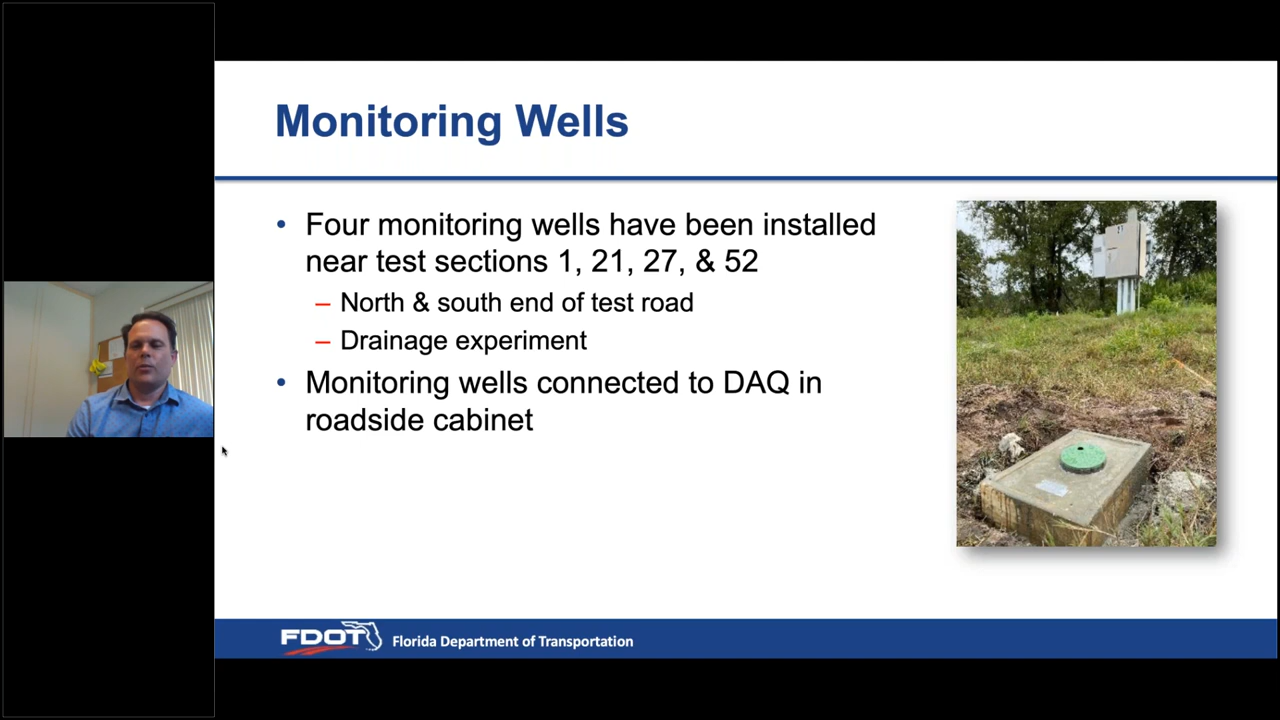 Monitoring Wells
• Four monitoring wells have been installed
near test sections 1, 21, 27, & 52
– North & south end of test road
– Drainage experiment
• Monitoring wells connected to DAQ in
roadside cabinet
FDOT Florida Department of Transportation